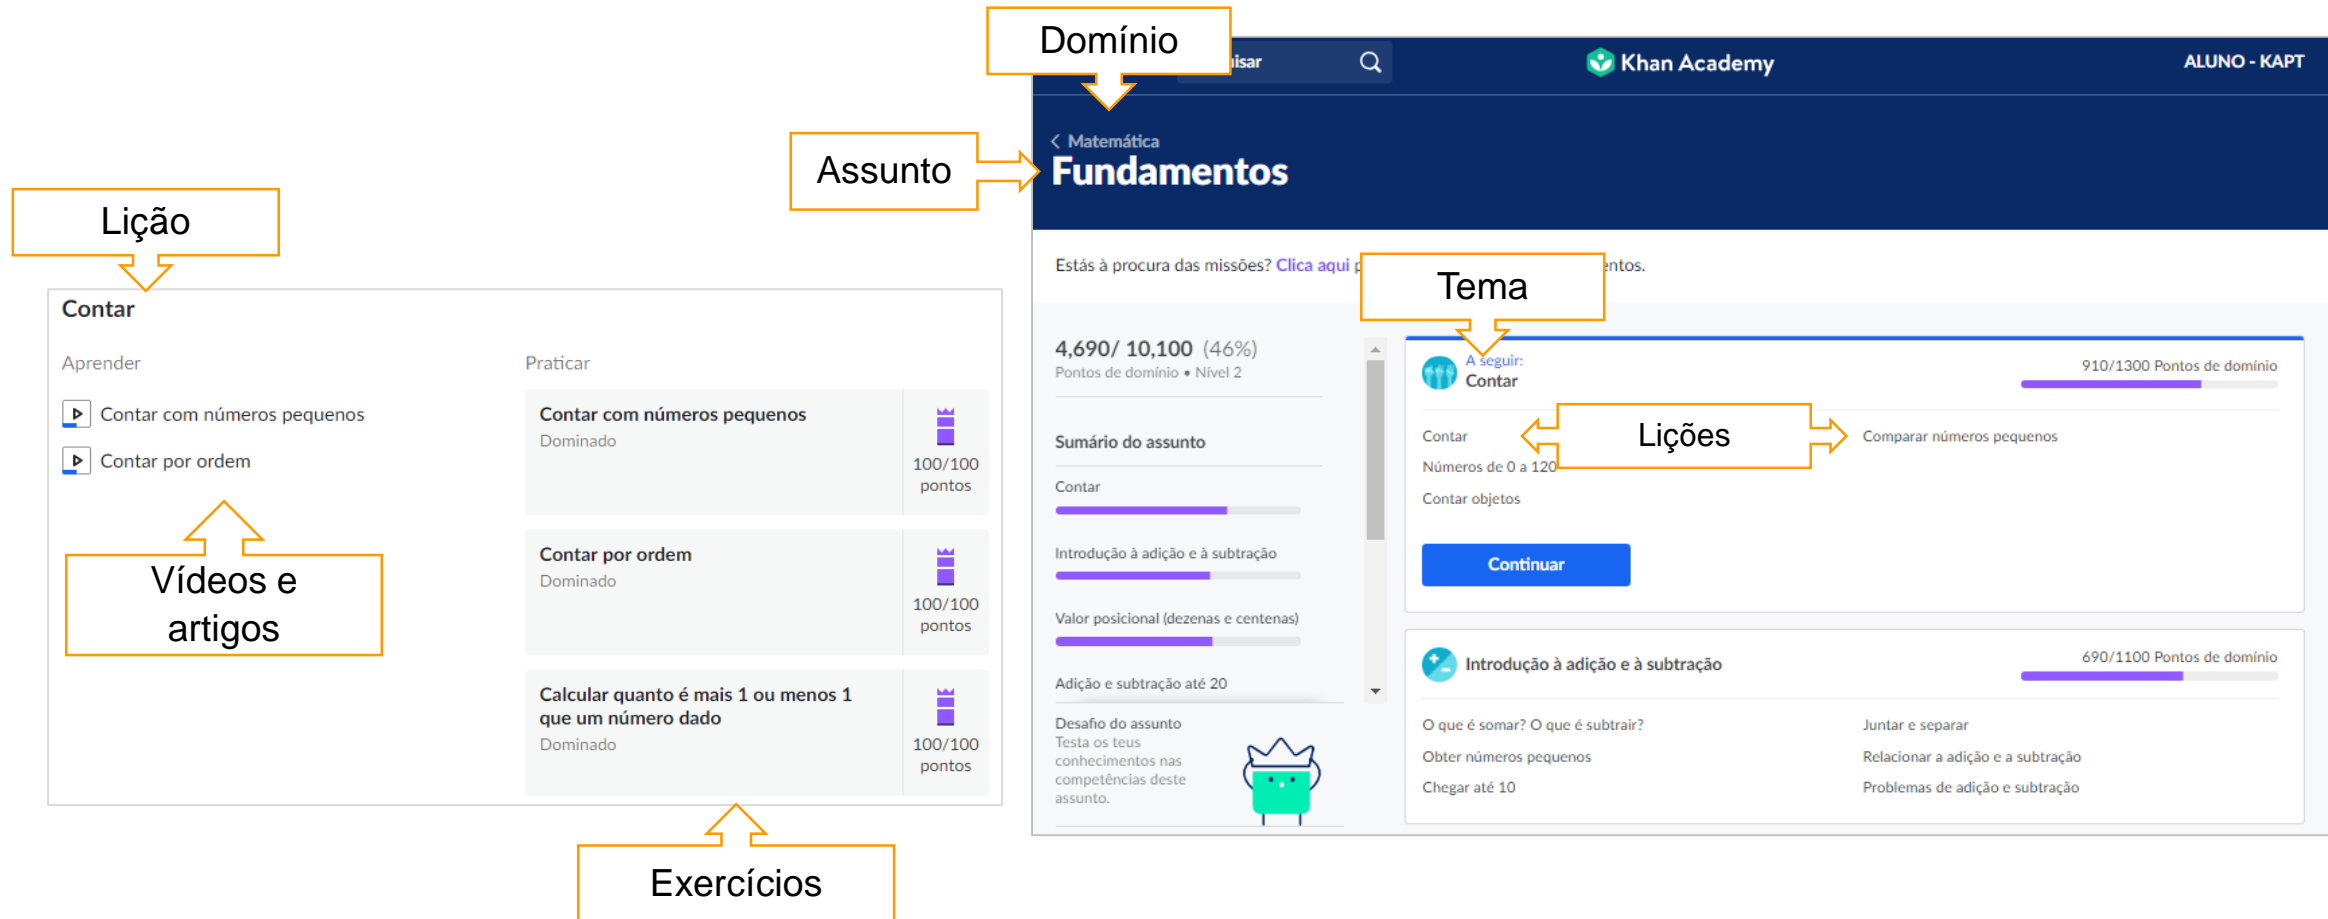 Lição
Contar
Aprender
Contar com números pequenos
Contar por ordem
Vídeos e
artigos
Praticar
Contar com números pequenos
Dominado
100/100
pontos
Contar por ordem
Dominado
100/100
pontos
Calcular quanto é mais 1 ou menos 1
que um número dado
Dominado
100/100
pontos
Exercícios
Domínio
Khan Academy
ALUNO - KAPT
Assunto
Matemática
Fundamentos
Estás à procura das missões? Clica aqui
Tema
4,690/ 10,100 (46%)
Pontos de domínio • Nível 2
Sumário do assunto
Contar
Introdução à adição e à subtração
Valor posicional (dezenas e centenas)
Adição e subtração até 20
Desafio do assunto
Testa os teus
conhecimentos nas
competências deste
assunto.
A seguir:
Contar
910/1300 Pontos de domínio
Contar
Lições
Comparar números pequenos
Números de 0 a 120
Contar objetos
Continuar
Introdução à adição e à subtração
690/1100 Pontos de domínio
O que é somar? O que é subtrair?
Juntar e separar
Obter números pequenos
Relacionar a adição e a subtração
Chegar até 10
Problemas de adição e subtração